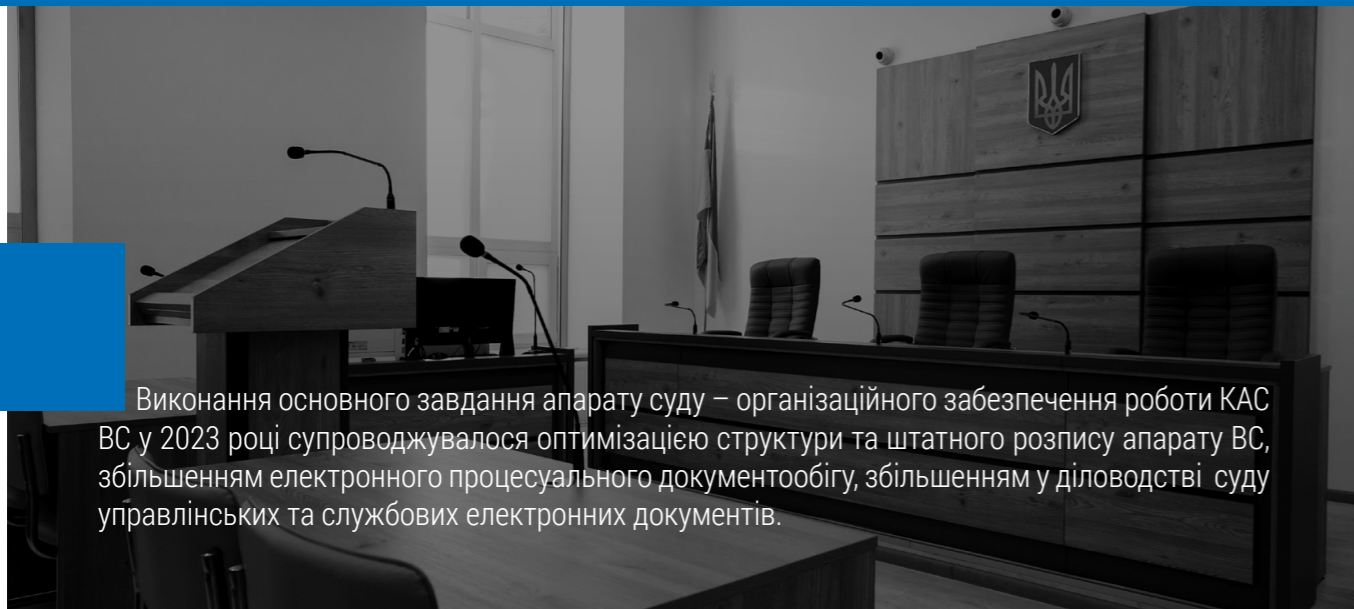 Виконання основного завдання апарату суду – організаційного забезпечення роботи КАС
ВС у 2023 році супроводжувалося оптимізацією структури та штатного розпису апарату ВС,
збільшенням електронного процесуального документообігу, збільшенням у діловодстві суду
управлінських та службових електронних документів.